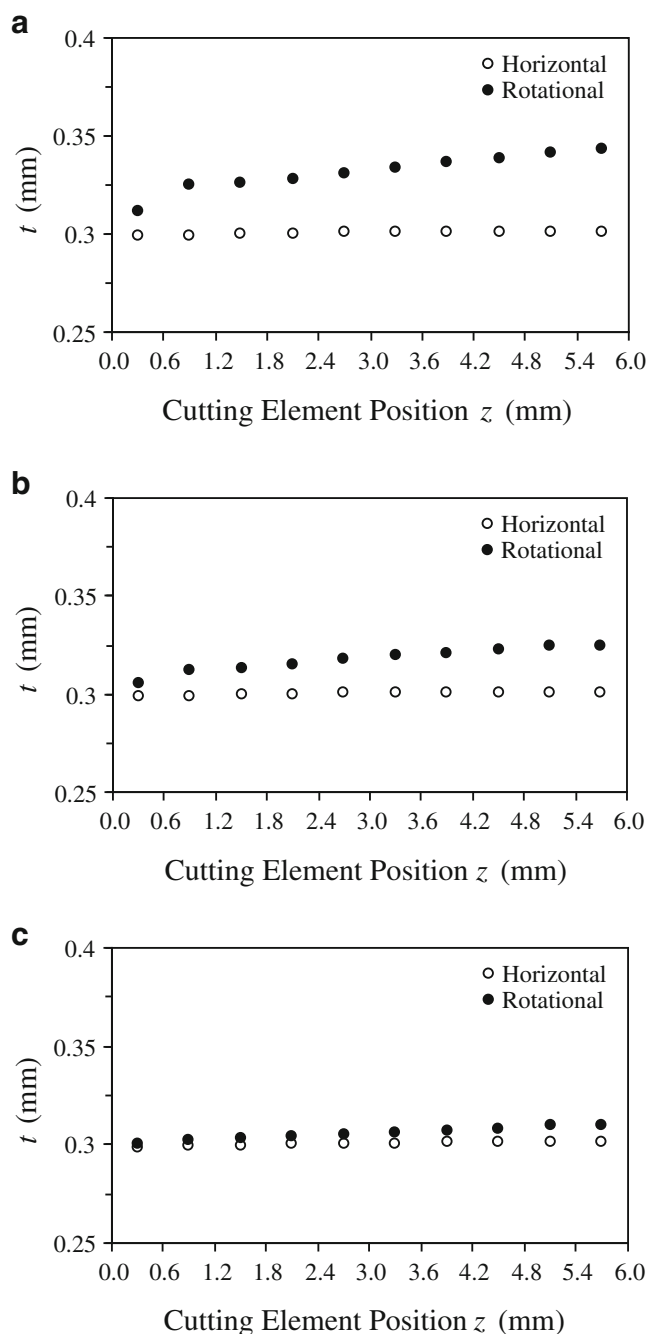 a
0.4
Horizontal
Rotational
0.35
t (mm)
0.3
0.25
0.0 0.6 1.2 1.8 2.4 3.0 3.6 4.2 4.8 5.4 6.0
Cutting Element Position z (mm)
b
0.4
Horizontal
Rotational
0.35
t (mm)
0.3
0.25
0.0 0.6 1.2 1.8 2.4 3.0 3.6 4.2 4.8 5.4 6.0
Cutting Element Position z (mm)
c
0.4
Horizontal
Rotational
0.35
t (mm)
0.3
0.25
0.0 0.6 1.2 1.8 2.4 3.0 3.6 4.2 4.8 5.4 6.0
Cutting Element Position z (mm)